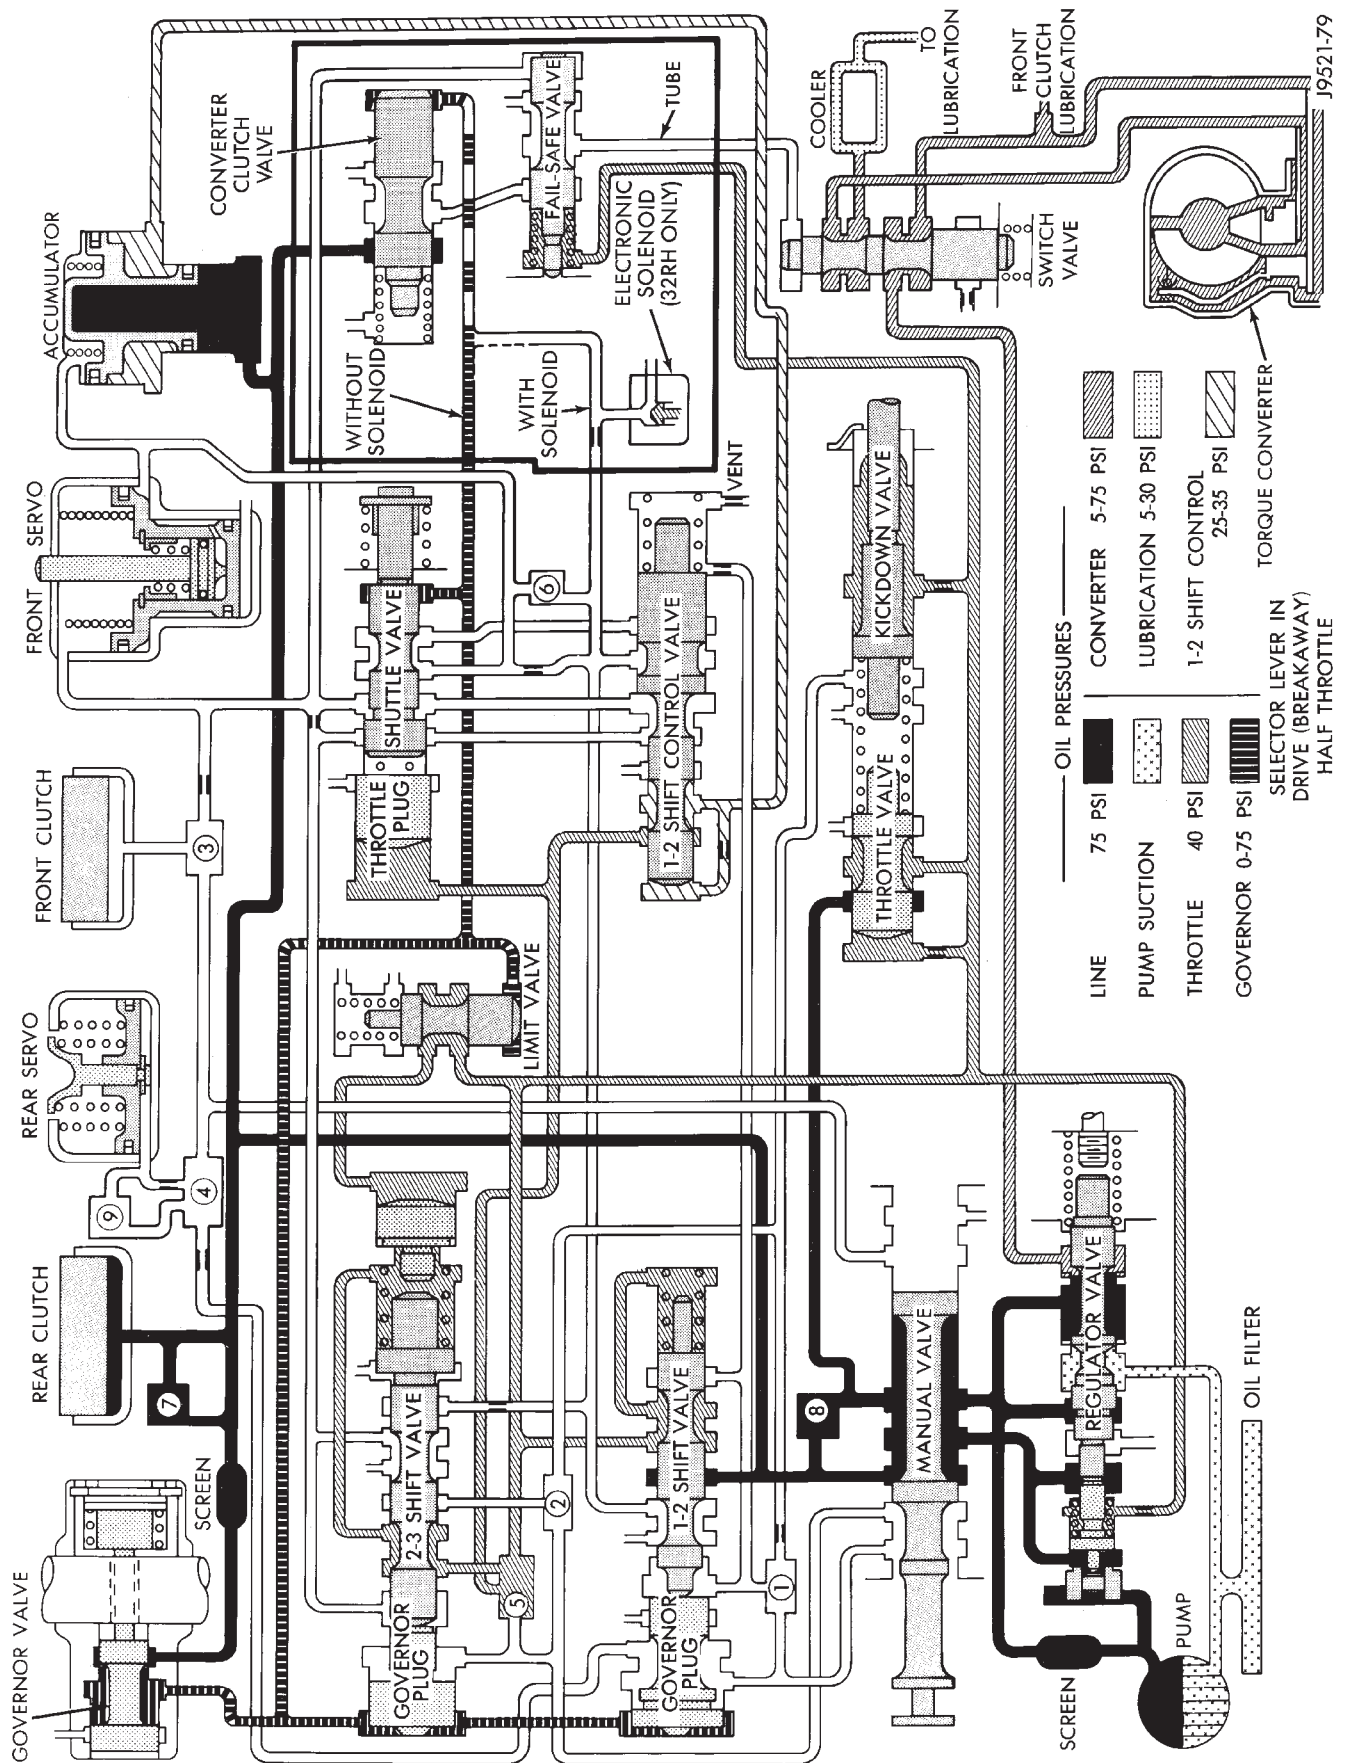 GOVERNOR VALVE
REAR CLUTCH
REAR SERVO
FRONT CLUTCH
FRONT SERVO
ACCUMULATOR
CONVERTER
CLUTCH
VALVE
SCREEN
7
9
4
3
WITHOUT
SOLENOID
WITH
SOLENOID
ELECTRONIC
SOLENOID
(32RH ONLY)
FAIL-SAFE VALVE
TUBE
GOVERNOR
PLUG
2-3 SHIFT VALVE
LIMIT VALVE
THROTTLE
PLUG
SHUTTLE VALVE
6
5
2
GOVERNOR
PLUG
1-2 SHIFT VALVE
1-2 SHIFT CONTROL VALVE
VENT
1
8
MANUAL VALVE
THROTTLE VALVE
KICKDOWN VALVE
SWITCH
VALVE
COOLER
TO
LUBRICATION
FRONT
CLUTCH
LUBRICATION
SCREEN
PUMP
REGULATOR VALVE
OIL FILTER
OIL PRESSURES
LINE 75 PSI
PUMP SUCTION
THROTTLE 40 PSI
GOVERNOR 0-75 PSI
CONVERTER 5-75 PSI
LUBRICATION 5-30 PSI
1-2 SHIFT CONTROL
25-35 PSI
TORQUE CONVERTER
SELECTOR LEVER IN
DRIVE (BREAKAWAY)
HALF THROTTLE
J9521-79